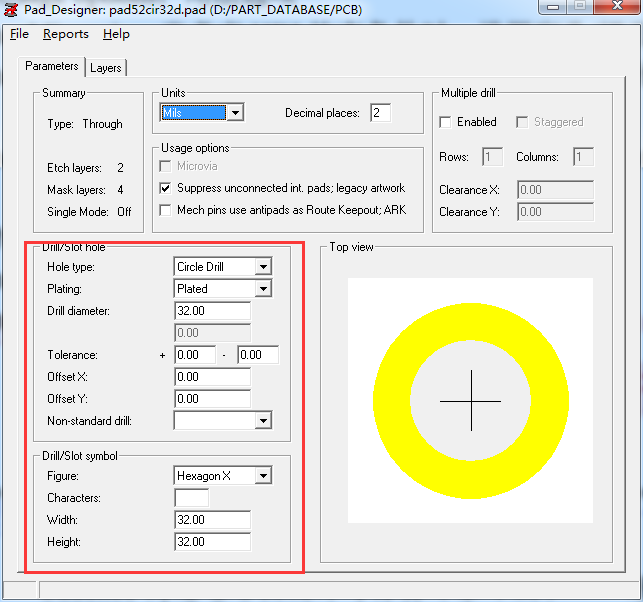 Pad_Designer: pad52cir32d.pad (D:/PART_DATABASE/PCB)
File Reports Help
Parameters Layers
Summary
Type: Through
Etch layers: 2
Mask layers: 4
Single Mode: Off
Units
Mils Decimal places: 2
Usage options
Microvia
Suppress unconnected int. pads; legacy artwork
Mech pins use antipads as Route Keepout; ARK
Multiple drill
Enabled Staggered
Rows: 1 Columns: 1
Clearance X: 0.00
Clearance Y: 0.00
Drill/Slot hole
Hole type: Circle Drill
Plating: Plated
Drill diameter: 32.00
0.00
Tolerance: + 0.00 - 0.00
Offset X: 0.00
Offset Y: 0.00
Non-standard drill:
Drill/Slot symbol
Figure: Hexagon X
Characters:
Width: 32.00
Height: 32.00
Top view